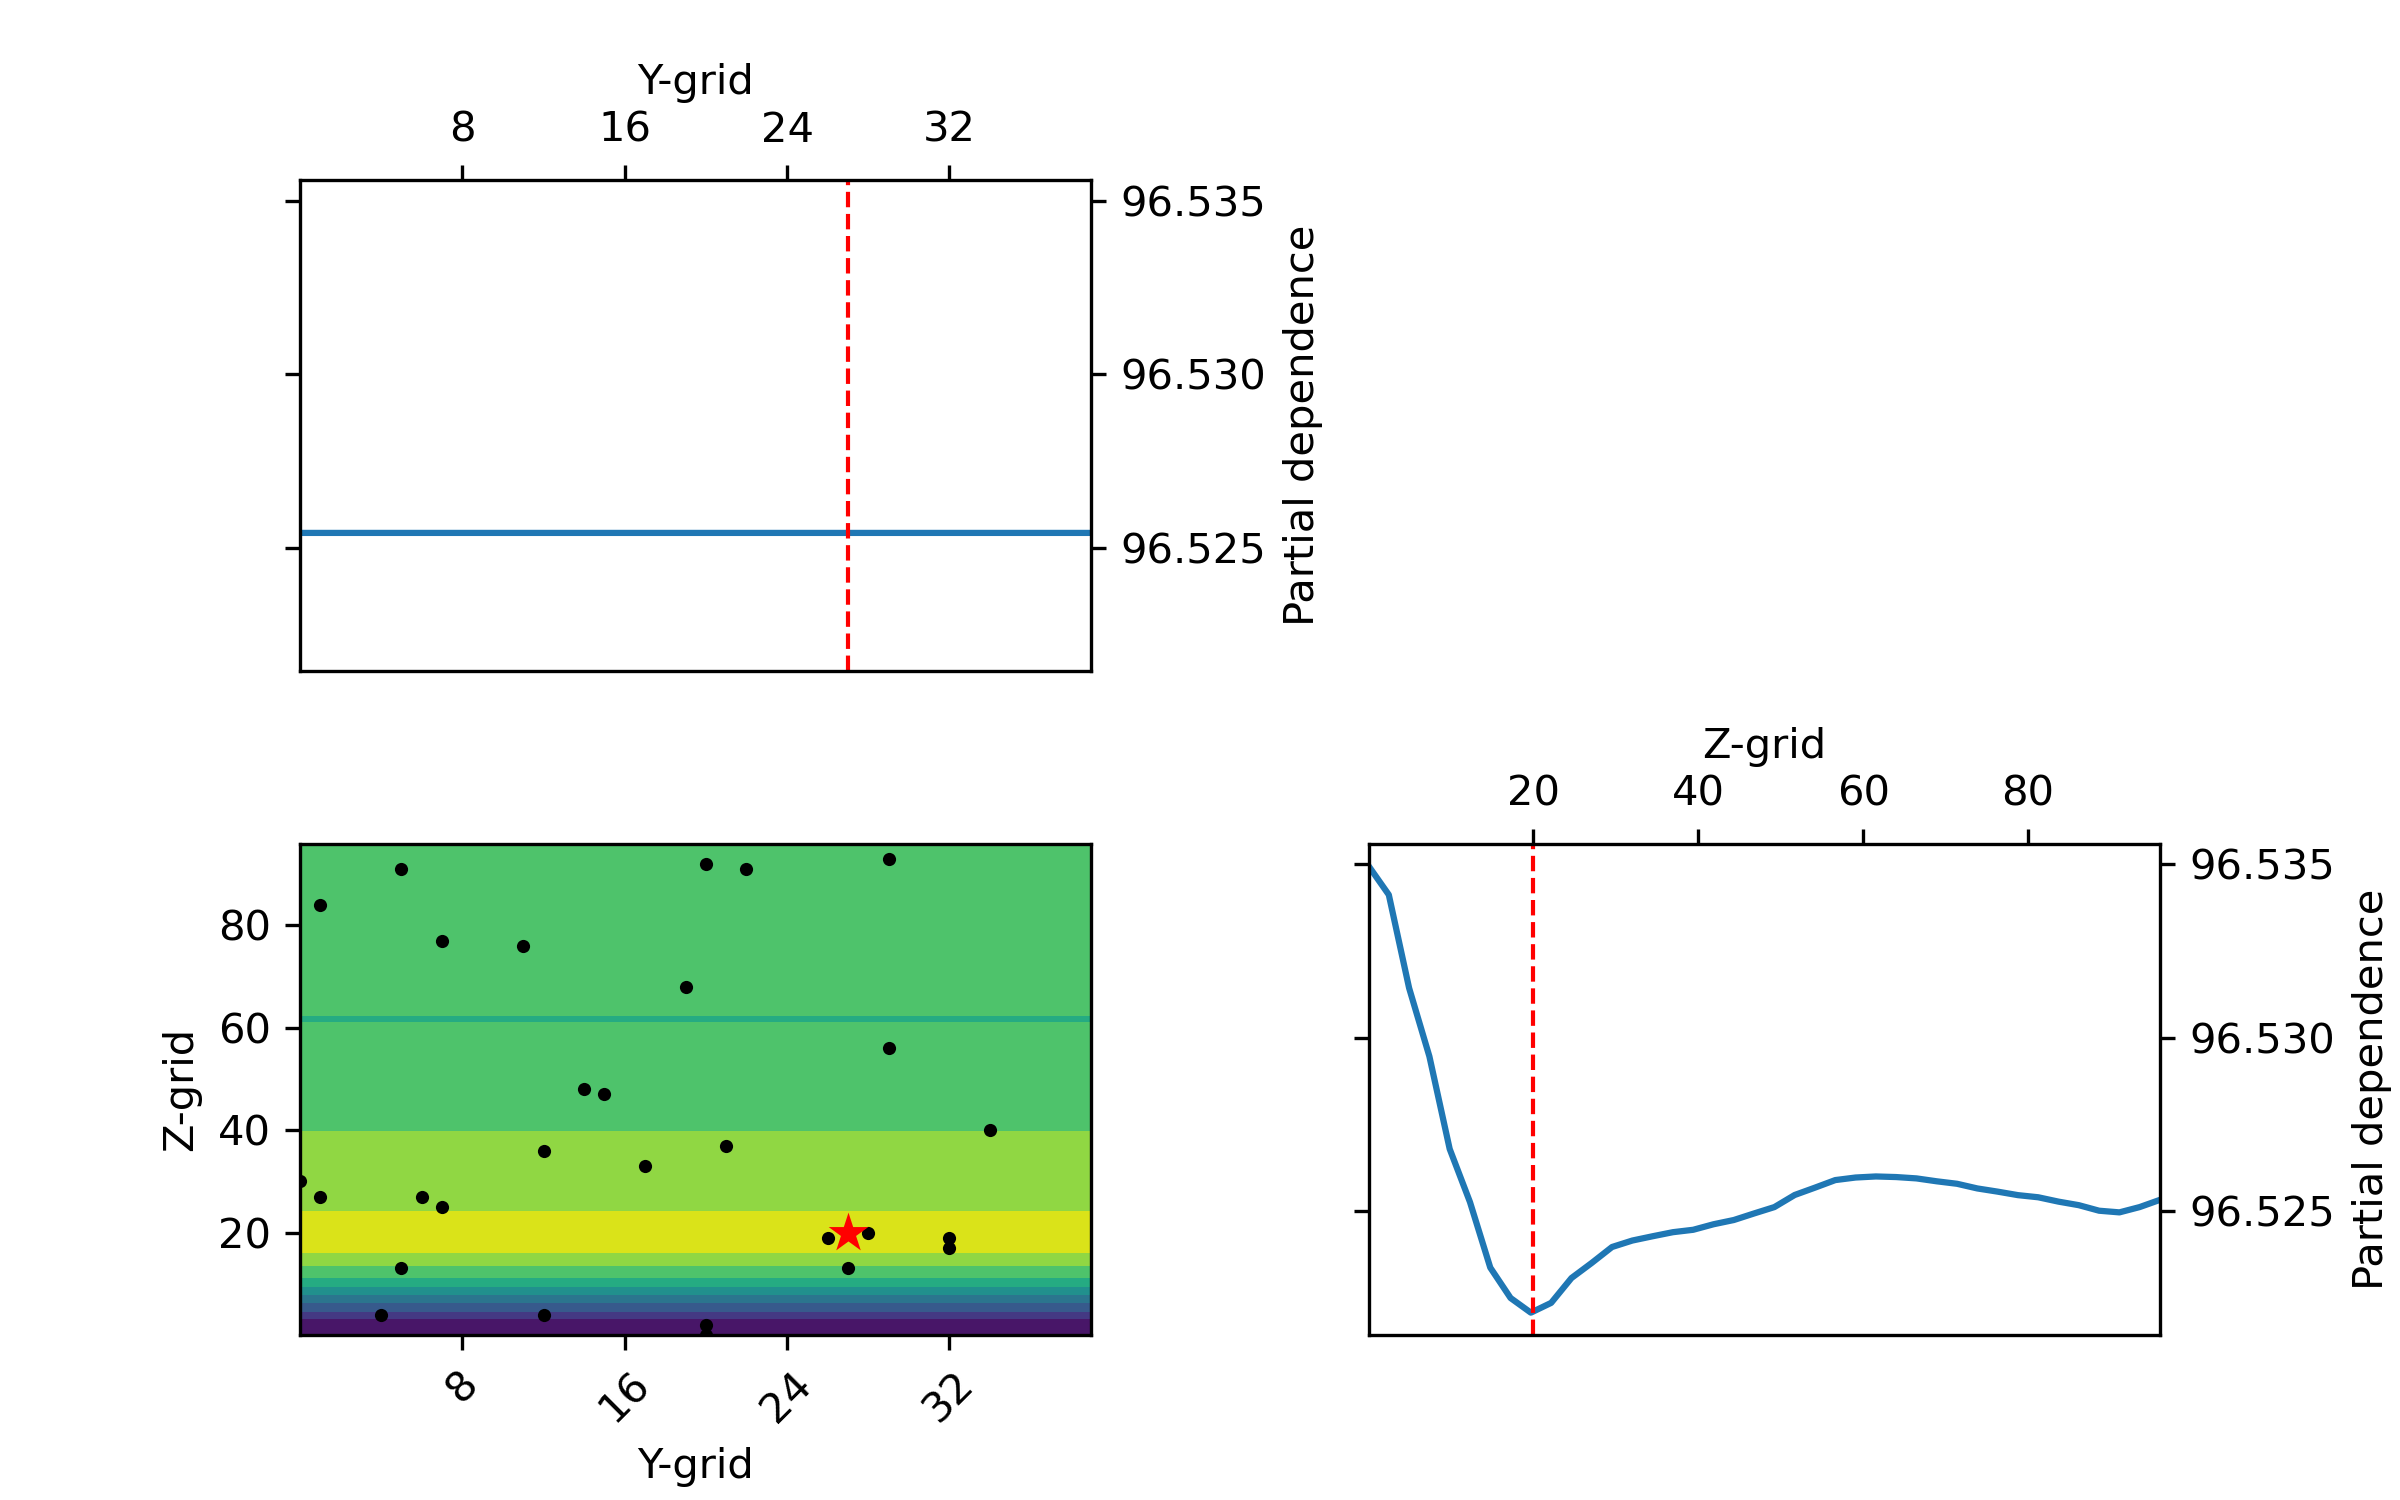 Y-grid
8 16 24 32
96.535
96.530
96.525
Partial dependence
Z-grid
20 40 60 80
80
60
40
20
Z-grid
8 16 24 32
Y-grid
96.535
96.530
96.525
Partial dependence